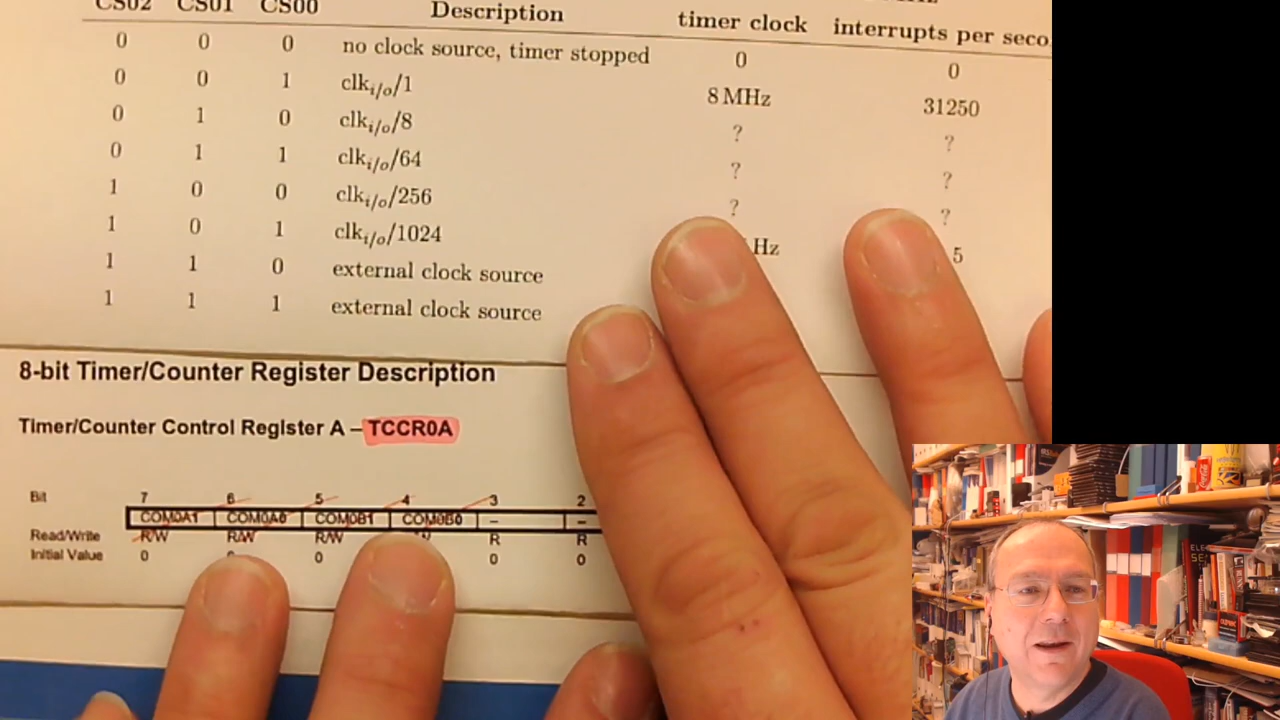 CS02 CS01 CS00 Description timer clock interrupts per seco
0 0 0 no clock source, timer stopped 0 0
0 0 1 clki/o/1 8 MHz 31250
0 1 0 clki/o/8 ? ?
0 1 1 clki/o/64 ? ?
1 0 0 clki/o/256 ? ?
1 0 1 clki/o/1024 Hz 5
1 1 0 external clock source
1 1 1 external clock source
8-bit Timer/Counter Register Description
Timer/Counter Control Register A – TCCR0A
Bit 7 6 5 4 3 2
COM0A1 COM0A0 COM0B1 COM0B0 – –
Read/Write R/W R/W R/W R R
Initial Value 0 0 0 0